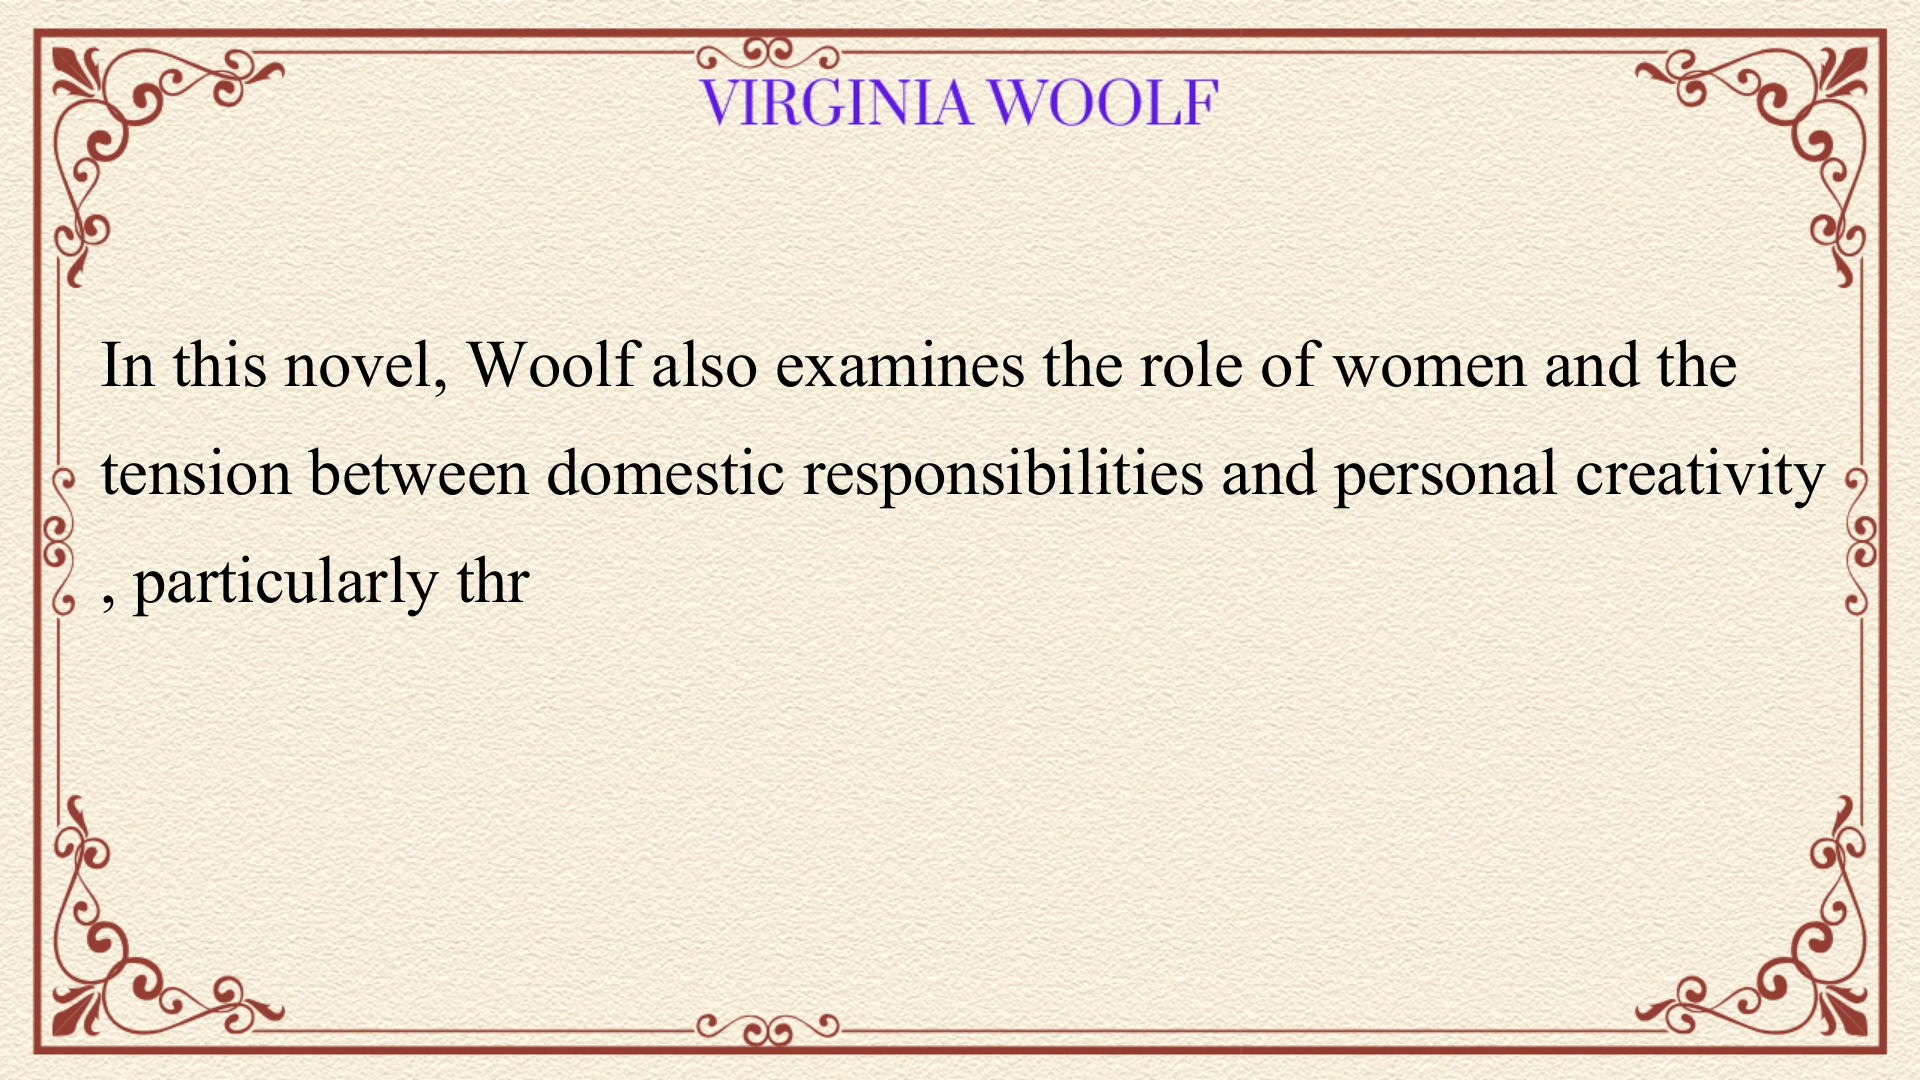 VIRGINIA WOOLF
In this novel, Woolf also examines the role of women and the
tension between domestic responsibilities and personal creativity
, particularly thr